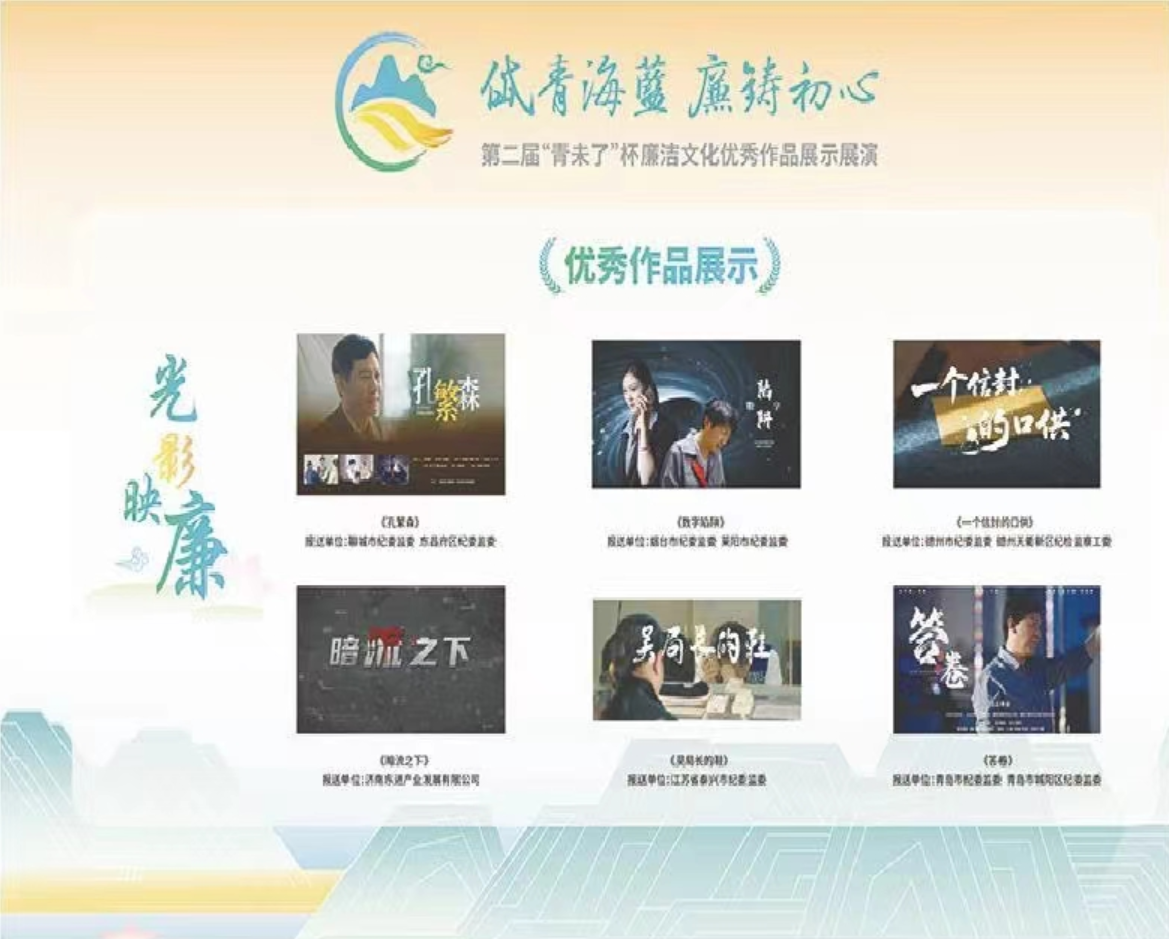 岱青海蓝 廉铸初心
第二届“青未了”杯廉洁文化优秀作品展示展演
优秀作品展示
光影映廉
孔繁森
《孔繁森》
报送单位:聊城市纪委监委 东昌府区纪委监委
数字陷阱
《数字陷阱》
报送单位:烟台市纪委监委 莱阳市纪委监委
一个信封
的口供
《一个信封的口供》
报送单位:德州市纪委监委 德州天衢新区纪检监察工委
暗流之下
《暗流之下》
报送单位:济南东进产业发展有限公司
吴局长的鞋
《吴局长的鞋》
报送单位:江苏省泰兴市纪委监委
答卷
《答卷》
报送单位:青岛市纪委监委 青岛市城阳区纪委监委